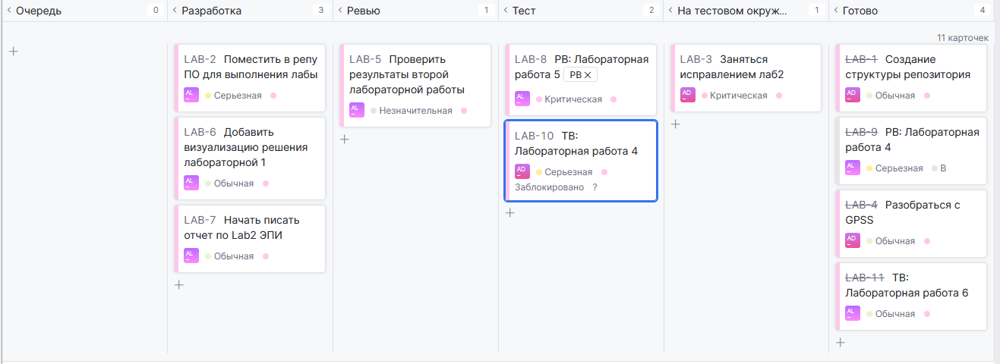 Очередь 0
Разработка 3
Ревью 1
Тест 2
На тестовом окруж... 1
Готово 4
11 карточек
LAB-2 Поместить в репу
ПО для выполнения лабы
AL
Серьезная
LAB-6 Добавить
визуализацию решения
лабораторной 1
AL
Обычная
LAB-7 Начать писать
отчет по Lab2 ЭПИ
AL
Обычная
LAB-5 Проверить
результаты второй
лабораторной работы
AL
Незначительная
LAB-8 РВ: Лабораторная
работа 5 РВ ×
AL
Критическая
LAB-10 ТВ:
Лабораторная работа 4
AD
Серьезная
Заблокировано ?
LAB-3 Заняться
исправлением лаб2
AD
Критическая
LAB-1 Создание
структуры репозитория
AD
Обычная
LAB-9 РВ: Лабораторная
работа 4
AL
Серьезная В
LAB-4 Разобраться с
GPSS
AD
Обычная
LAB-11 ТВ:
Лабораторная работа 6
AL
Обычная